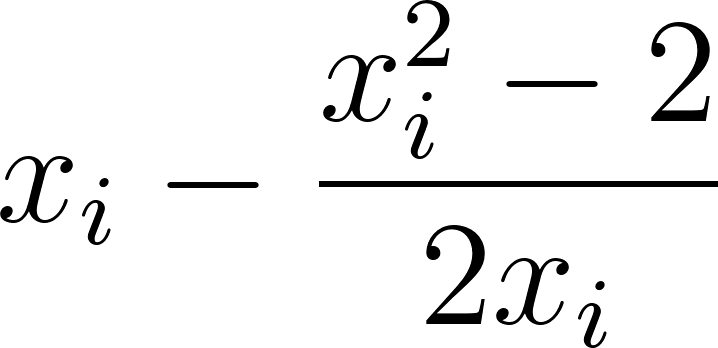 x_i - \frac{x_i^2 - 2}{2x_i}